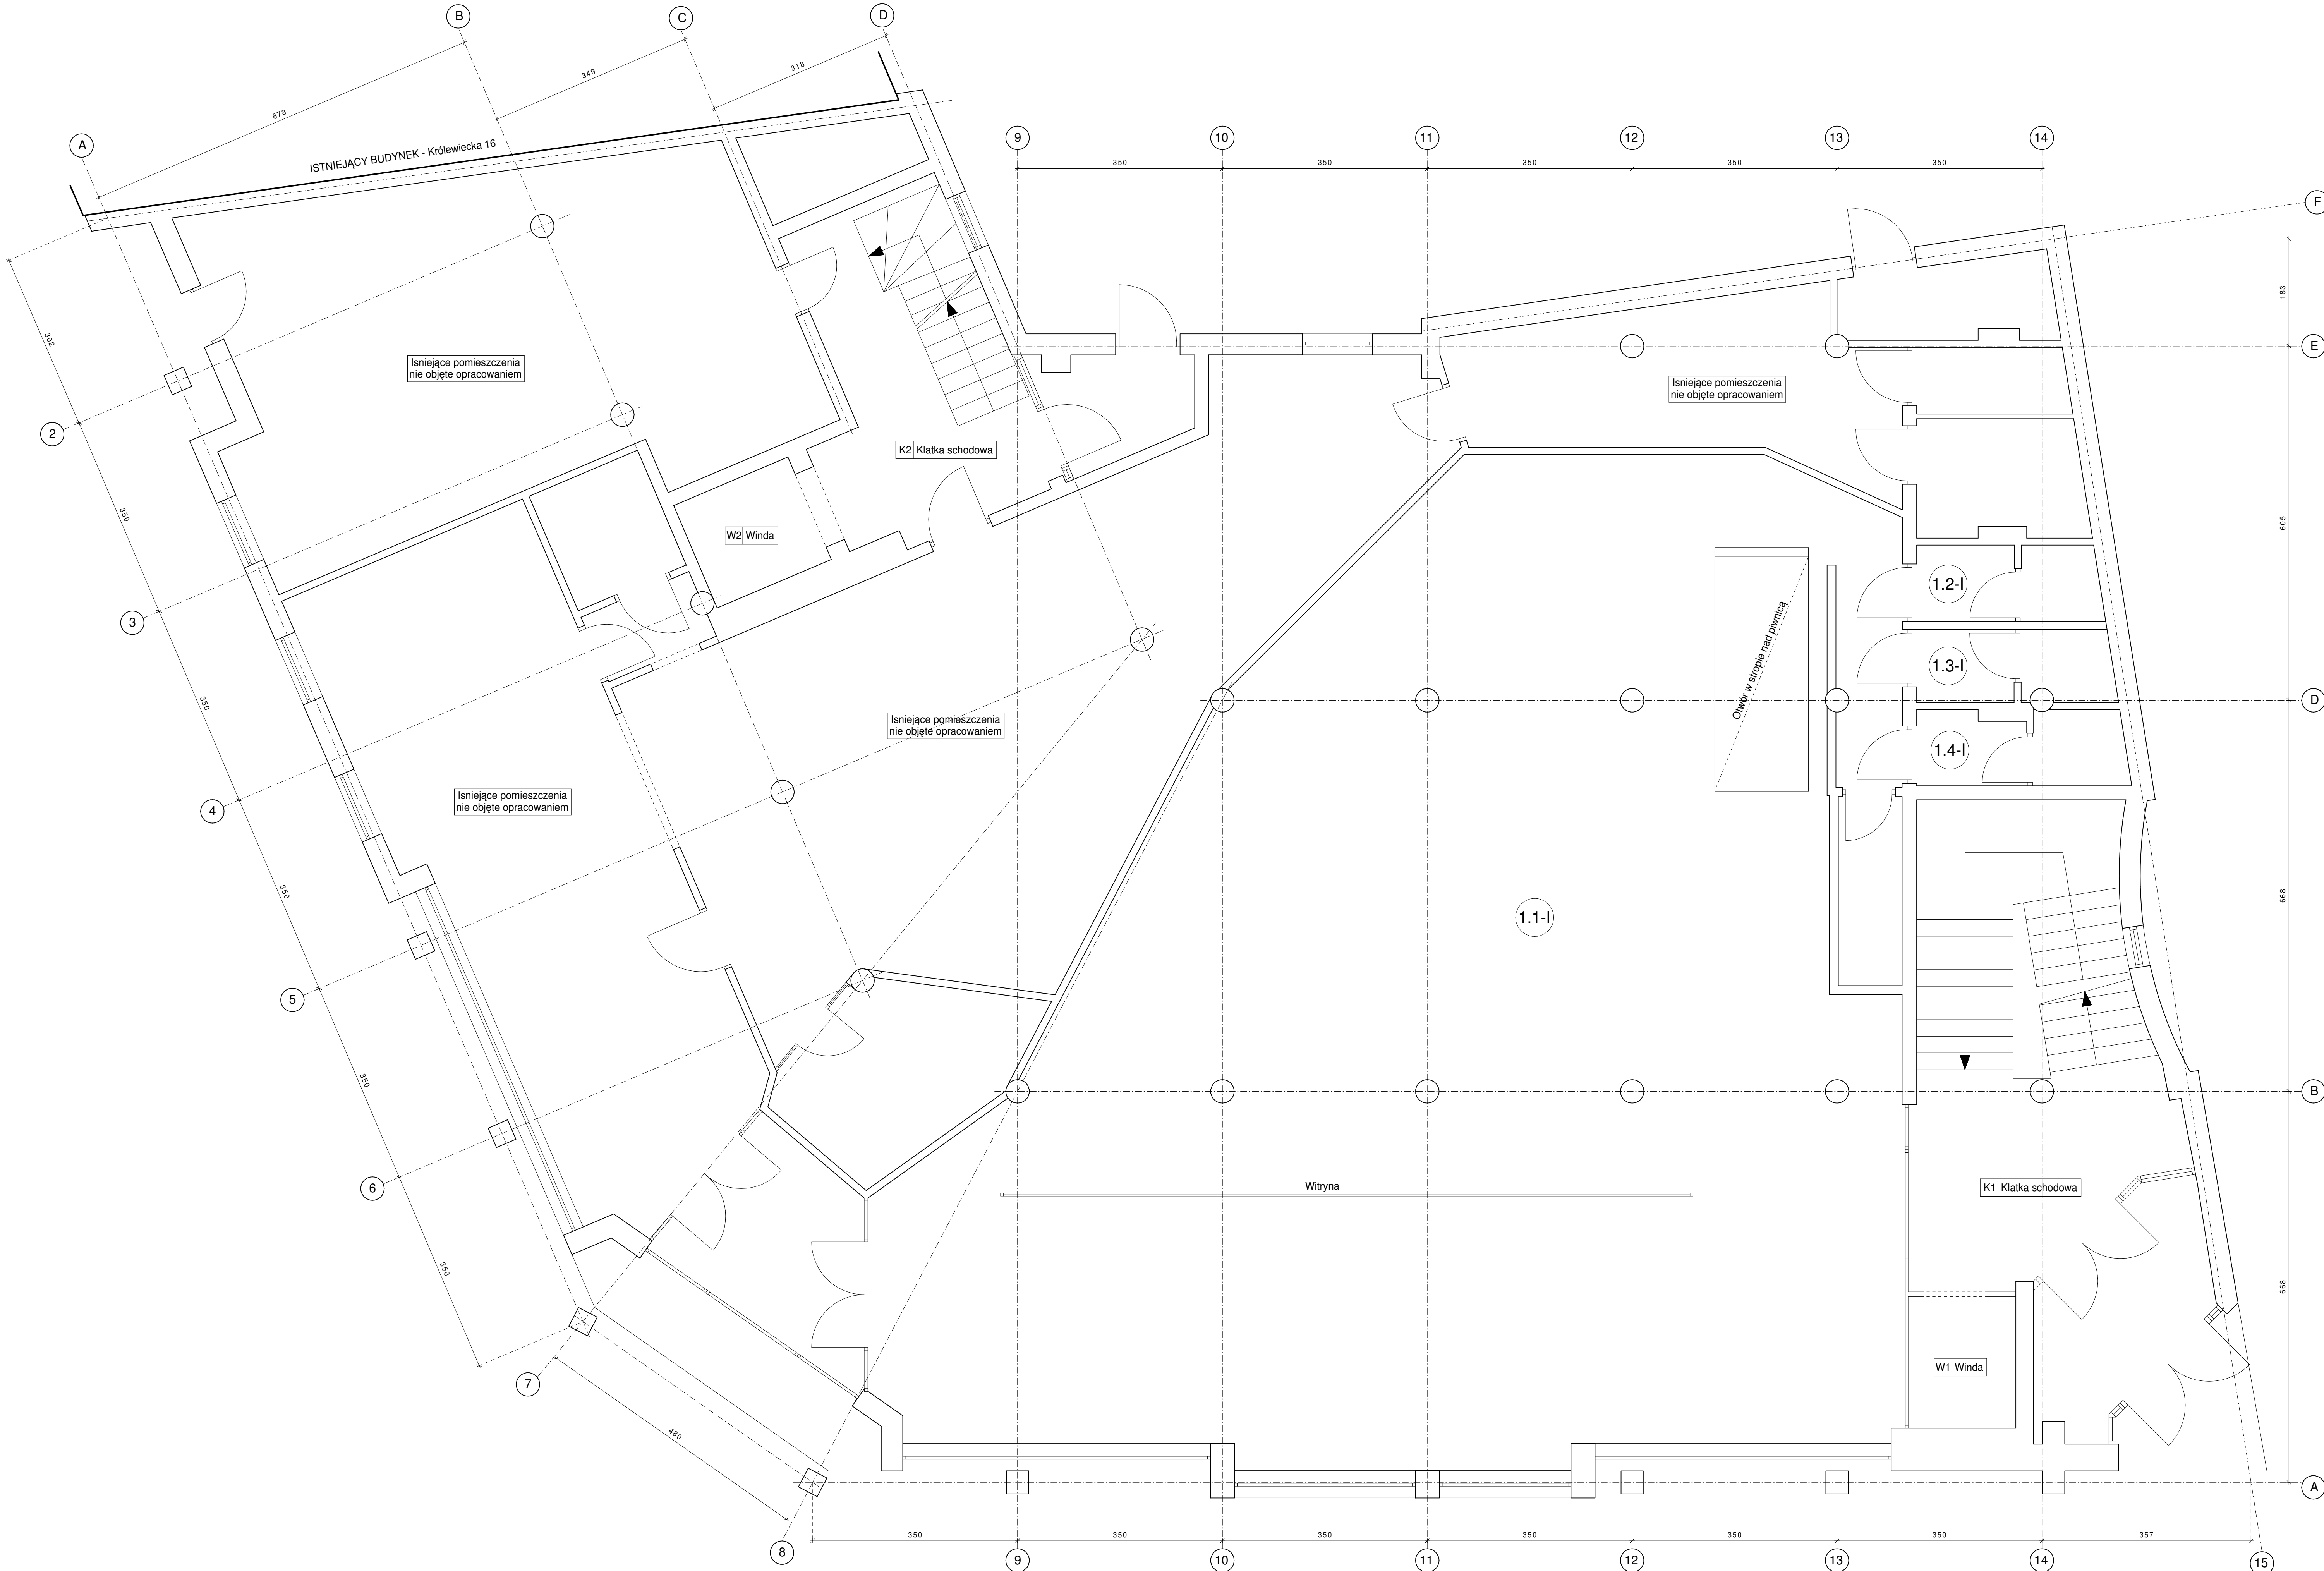 B
C
D
678
349
318
A
ISTNIEJĄCY BUDYNEK - Królewiecka 16
9
10
11
12
13
14
350
350
350
350
350
F
183
302
E
Isniejące pomieszczenia
nie objęte opracowaniem
Isniejące pomieszczenia
nie objęte opracowaniem
2
K2 Klatka schodowa
350
W2 Winda
605
1.2-I
3
Otwór w stropie nad piwnicą
1.3-I
350
D
Isniejące pomieszczenia
nie objęte opracowaniem
1.4-I
Isniejące pomieszczenia
nie objęte opracowaniem
4
350
668
1.1-I
5
350
B
6
Witryna
K1 Klatka schodowa
350
668
W1 Winda
7
480
A
350
350
350
350
350
350
357
8
9
10
11
12
13
14
15